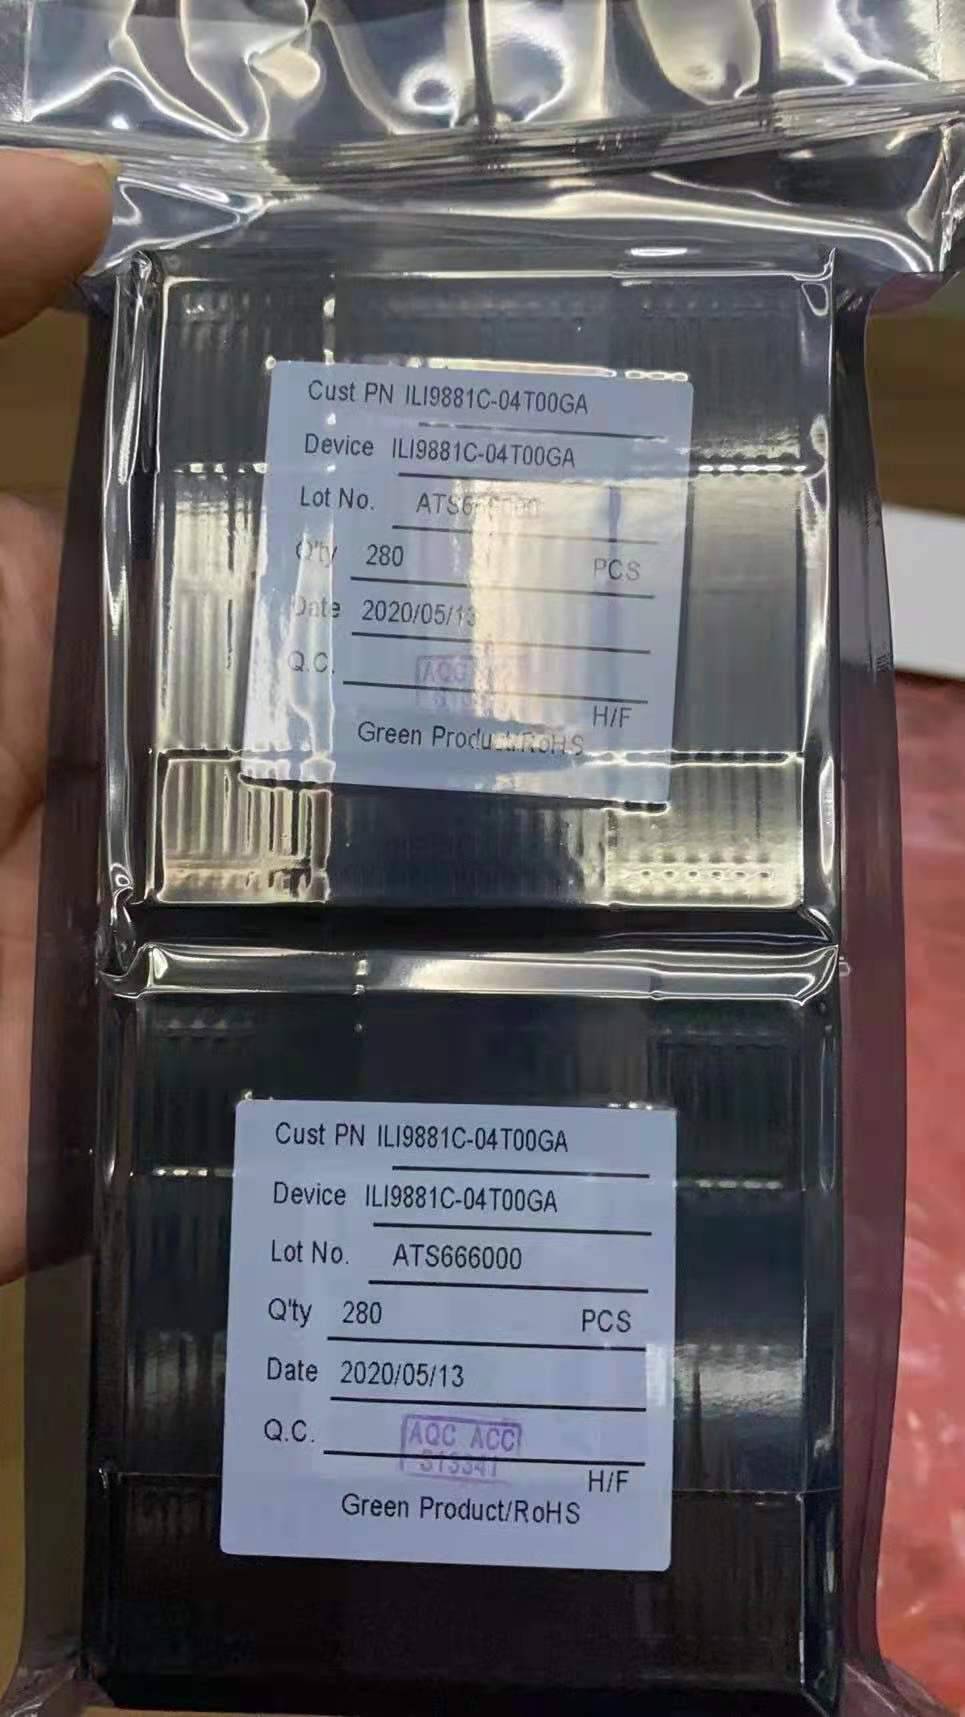 Cust PN ILI9881C-04T00GA
Device ILI9881C-04T00GA
Lot No.
Q'ty 280 PCS
Date 2020/05/13
Q.C.
H/F
Green Product/RoHS
Cust PN ILI9881C-04T00GA
Device ILI9881C-04T00GA
Lot No. ATS666000
Q'ty 280 PCS
Date 2020/05/13
Q.C. AQC ACC
H/F
Green Product/RoHS